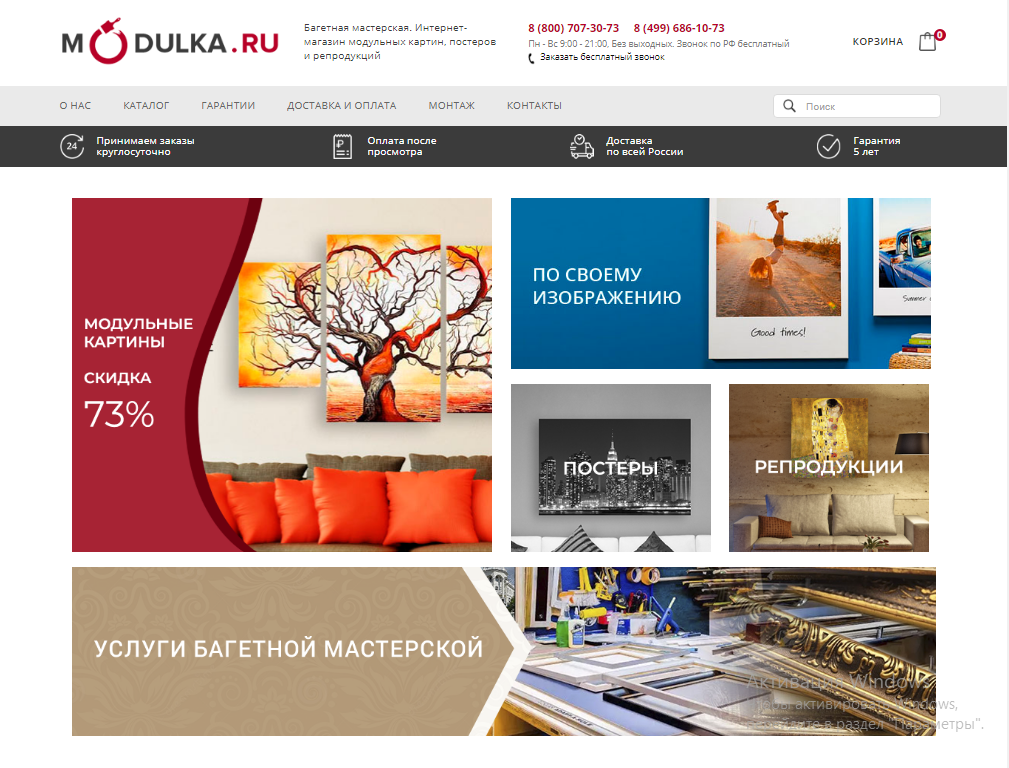 MODULKA.RU
Багетная мастерская. Интернет-
магазин модульных картин, постеров
и репродукций
8 (800) 707-30-73 8 (499) 686-10-73
Пн - Вс 9:00 - 21:00, Без выходных. Звонок по РФ бесплатный
Заказать бесплатный звонок
КОРЗИНА 0
О НАС КАТАЛОГ ГАРАНТИИ ДОСТАВКА И ОПЛАТА МОНТАЖ КОНТАКТЫ Поиск
24
Принимаем заказы
круглосуточно
Оплата после
просмотра
Доставка
по всей России
Гарантия
5 лет
МОДУЛЬНЫЕ
КАРТИНЫ
СКИДКА
73%
ПО СВОЕМУ
ИЗОБРАЖЕНИЮ
Good times!
Summer
ПОСТЕРЫ
РЕПРОДУКЦИИ
УСЛУГИ БАГЕТНОЙ МАСТЕРСКОЙ
Активация Windows
Чтобы активировать Windows,
в раздел "Параметры".